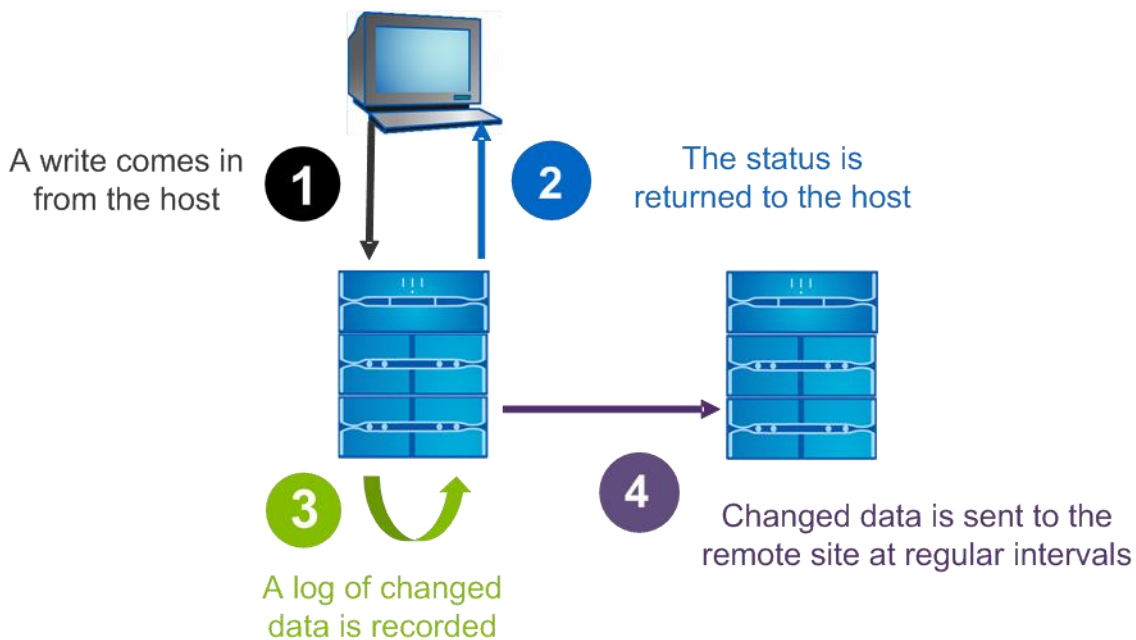 A write comes in
from the host
1
2
The status is
returned to the host
3
A log of changed
data is recorded
4
Changed data is sent to the
remote site at regular intervals